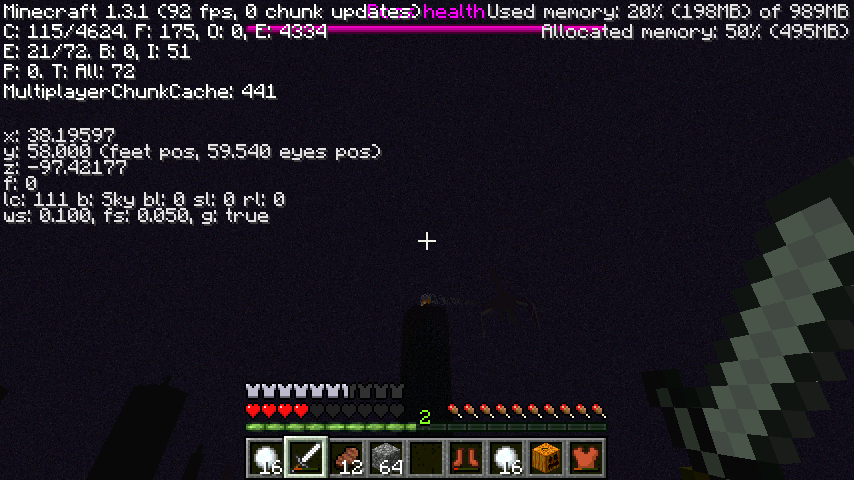 Minecraft 1.3.1 (92 fps, 0 chunk updates)
health
Used memory: 20% (198MB) of 989MB
C: 115/4624. F: 175, O: 0, E: 4334
Allocated memory: 50% (495MB)
E: 21/72. B: 0, I: 51
P: 0. T: All: 72
MultiplayerChunkCache: 441
x: 38.19597
y: 58.000 (feet pos, 59.540 eyes pos)
z: -97.42177
f: 0
lc: 111 b: Sky bl: 0 sl: 0 rl: 0
ws: 0.100, fs: 0.050, g: true
2
16 12 64 16